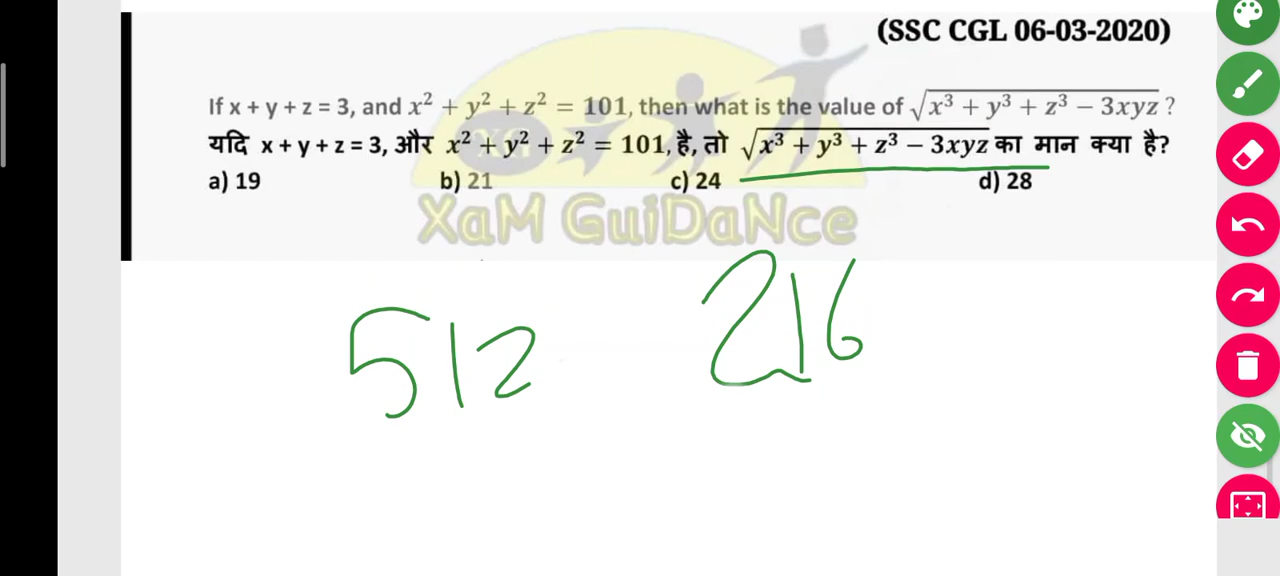 (SSC CGL 06-03-2020)
If x + y + z = 3, and x² + y² + z² = 101, then what is the value of √(x³ + y³ + z³ − 3xyz) ?
यदि x + y + z = 3, और x² + y² + z² = 101, है, तो √(x³ + y³ + z³ − 3xyz) का मान क्या है?
a) 19 b) 21 c) 24 d) 28
XaM GuiDaNce
512 216